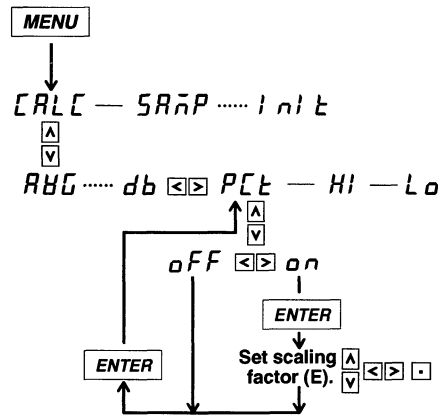 MENU
CALC — SAMP ······ InIt
AVG ······ db < > PCt — HI — Lo
oFF < > on
ENTER
ENTER
Set scaling
factor (E).